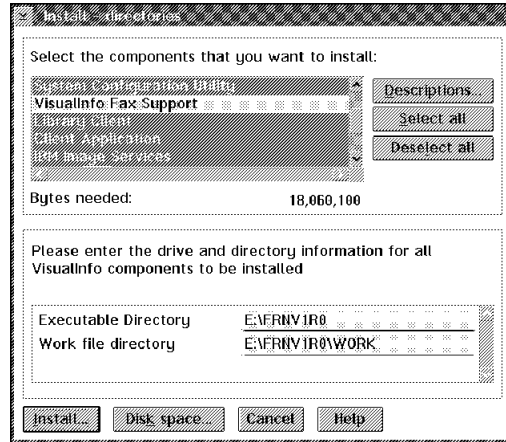 Install - directories
Select the components that you want to install:
System Configuration Utility
VisualInfo Fax Support
Library Client
Client Application
IBM Image Services
Descriptions...
Select all
Deselect all
Bytes needed: 18,060,100
Please enter the drive and directory information for all
VisualInfo components to be installed
Executable Directory E:\FRNV1R0
Work file directory E:\FRNV1R0\WORK
Install... Disk space... Cancel Help